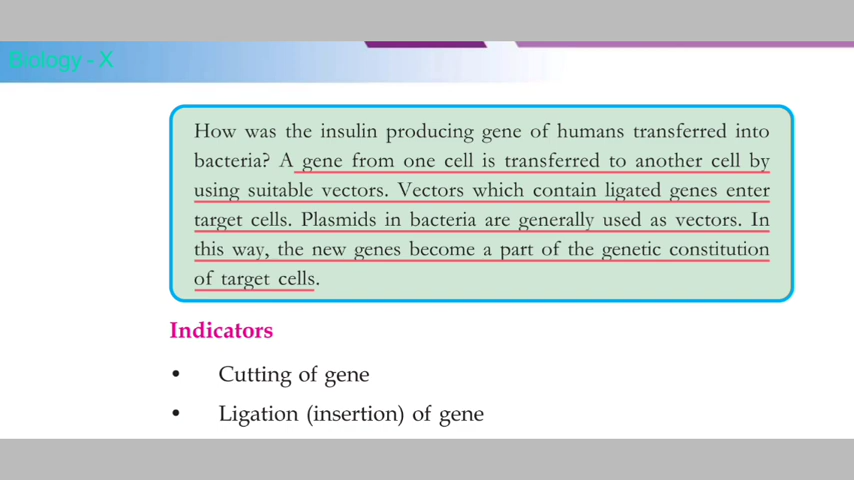 Biology - X
How was the insulin producing gene of humans transferred into
bacteria? A gene from one cell is transferred to another cell by
using suitable vectors. Vectors which contain ligated genes enter
target cells. Plasmids in bacteria are generally used as vectors. In
this way, the new genes become a part of the genetic constitution
of target cells.
Indicators
• Cutting of gene
• Ligation (insertion) of gene